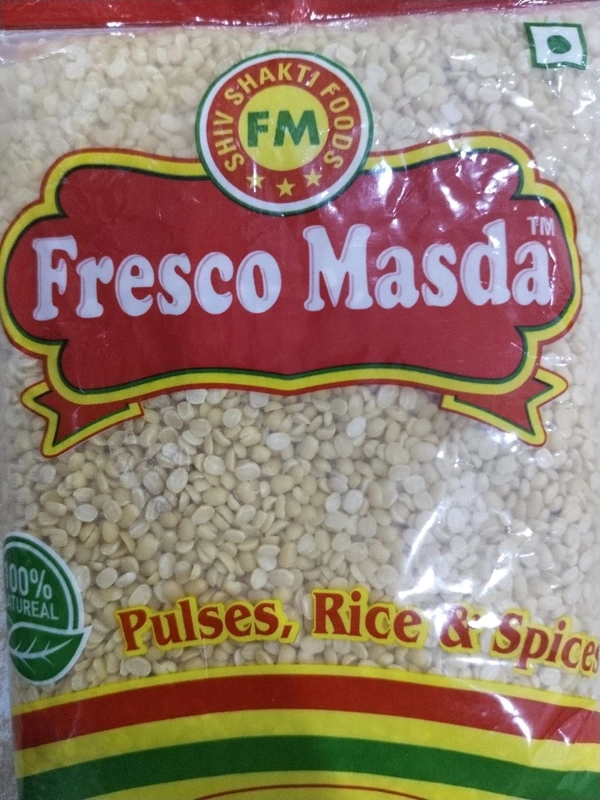 SHIV SHAKTI FOODS
FM
Fresco Masda™
100%
NATUREAL
Pulses, Rice & Spices